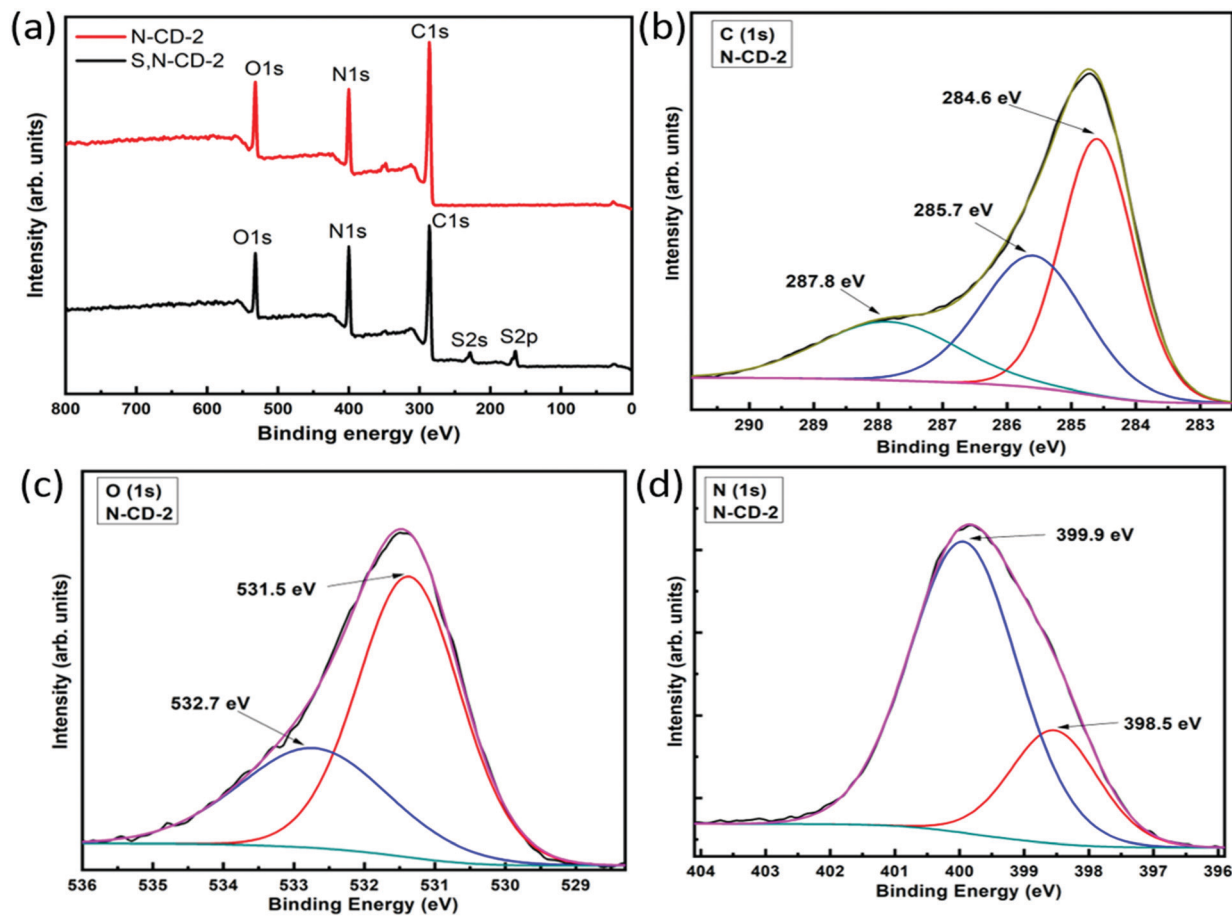 (a)
N-CD-2
S,N-CD-2
O1s
N1s
C1s
O1s
N1s
C1s
S2s
S2p
Intensity (arb. units)
800 700 600 500 400 300 200 100 0
Binding energy (eV)
(b)
C (1s)
N-CD-2
284.6 eV
285.7 eV
287.8 eV
Intensity (arb. units)
290 289 288 287 286 285 284 283
Binding Energy (eV)
(c)
O (1s)
N-CD-2
531.5 eV
532.7 eV
Intensity (arb. units)
536 535 534 533 532 531 530 529
Binding Energy (eV)
(d)
N (1s)
N-CD-2
399.9 eV
398.5 eV
Intensity (arb. units)
404 403 402 401 400 399 398 397 396
Binding Energy (eV)